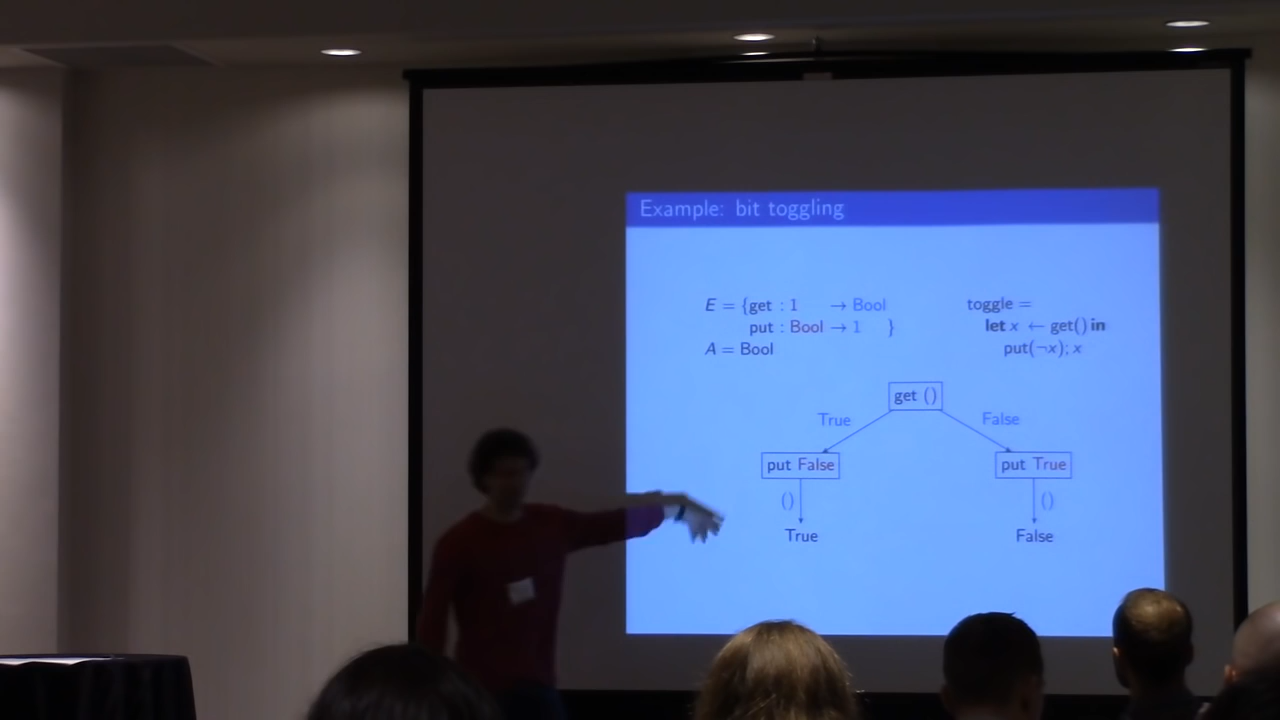 Example: bit toggling
E = {get : 1 → Bool
put : Bool → 1 }
A = Bool
toggle =
let x ← get() in
put(¬x); x
get ()
True False
put False put True
() ()
True False